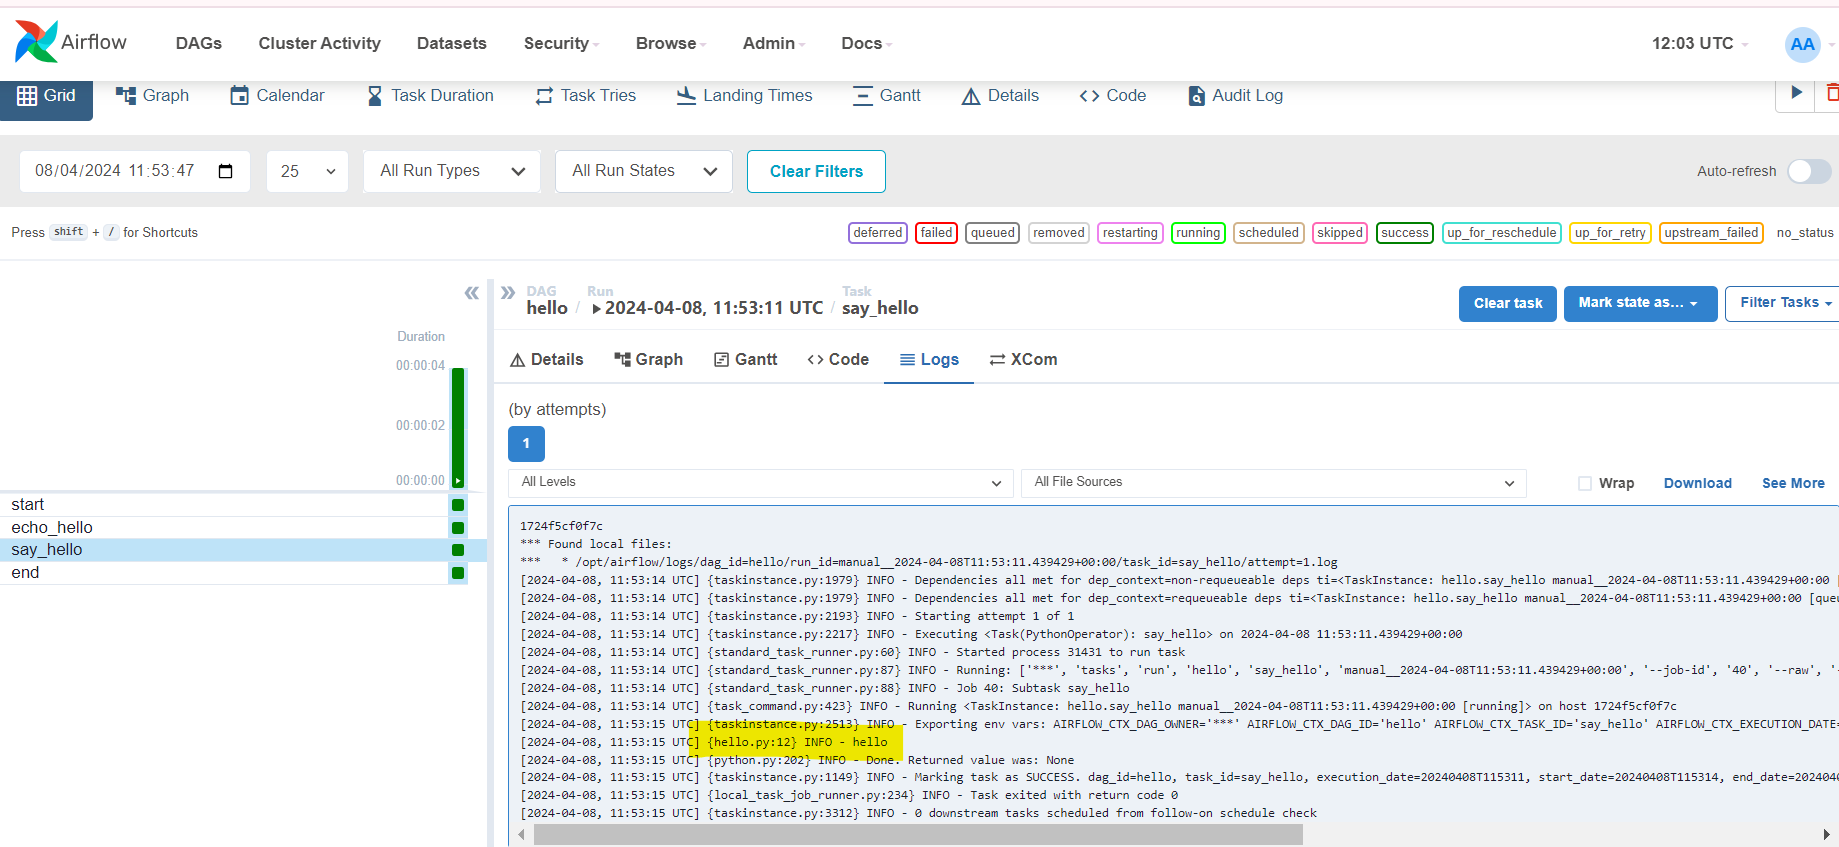 Airflow DAGs Cluster Activity Datasets Security Browse Admin Docs 12:03 UTC AA
Grid Graph Calendar Task Duration Task Tries Landing Times Gantt Details Code Audit Log
08/04/2024 11:53:47 25 All Run Types All Run States Clear Filters Auto-refresh
Press shift + / for Shortcuts deferred failed queued removed restarting running scheduled skipped success up_for_reschedule up_for_retry upstream_failed no_status
DAG Run Task
hello / 2024-04-08, 11:53:11 UTC / say_hello
Clear task Mark state as... Filter Tasks
Duration
00:00:04
00:00:02
00:00:00
start
echo_hello
say_hello
end
Details Graph Gantt Code Logs XCom
(by attempts)
1
All Levels All File Sources Wrap Download See More
1724f5cf0f7c
*** Found local files:
***   * /opt/airflow/logs/dag_id=hello/run_id=manual__2024-04-08T11:53:11.439429+00:00/task_id=say_hello/attempt=1.log
[2024-04-08, 11:53:14 UTC] {taskinstance.py:1979} INFO - Dependencies all met for dep_context=non-requeueable deps ti=<TaskInstance: hello.say_hello manual__2024-04-08T11:53:11.439429+00:00 [
[2024-04-08, 11:53:14 UTC] {taskinstance.py:1979} INFO - Dependencies all met for dep_context=requeueable deps ti=<TaskInstance: hello.say_hello manual__2024-04-08T11:53:11.439429+00:00 [queu
[2024-04-08, 11:53:14 UTC] {taskinstance.py:2193} INFO - Starting attempt 1 of 1
[2024-04-08, 11:53:14 UTC] {taskinstance.py:2217} INFO - Executing <Task(PythonOperator): say_hello> on 2024-04-08 11:53:11.439429+00:00
[2024-04-08, 11:53:14 UTC] {standard_task_runner.py:60} INFO - Started process 31431 to run task
[2024-04-08, 11:53:14 UTC] {standard_task_runner.py:87} INFO - Running: ['***', 'tasks', 'run', 'hello', 'say_hello', 'manual__2024-04-08T11:53:11.439429+00:00', '--job-id', '40', '--raw', '-
[2024-04-08, 11:53:14 UTC] {standard_task_runner.py:88} INFO - Job 40: Subtask say_hello
[2024-04-08, 11:53:14 UTC] {task_command.py:423} INFO - Running <TaskInstance: hello.say_hello manual__2024-04-08T11:53:11.439429+00:00 [running]> on host 1724f5cf0f7c
[2024-04-08, 11:53:15 UTC] {taskinstance.py:2513} INFO - Exporting env vars: AIRFLOW_CTX_DAG_OWNER='***' AIRFLOW_CTX_DAG_ID='hello' AIRFLOW_CTX_TASK_ID='say_hello' AIRFLOW_CTX_EXECUTION_DATE=
[2024-04-08, 11:53:15 UTC] {hello.py:12} INFO - hello
[2024-04-08, 11:53:15 UTC] {python.py:202} INFO - Done. Returned value was: None
[2024-04-08, 11:53:15 UTC] {taskinstance.py:1149} INFO - Marking task as SUCCESS. dag_id=hello, task_id=say_hello, execution_date=20240408T115311, start_date=20240408T115314, end_date=202404
[2024-04-08, 11:53:15 UTC] {local_task_job_runner.py:234} INFO - Task exited with return code 0
[2024-04-08, 11:53:15 UTC] {taskinstance.py:3312} INFO - 0 downstream tasks scheduled from follow-on schedule check